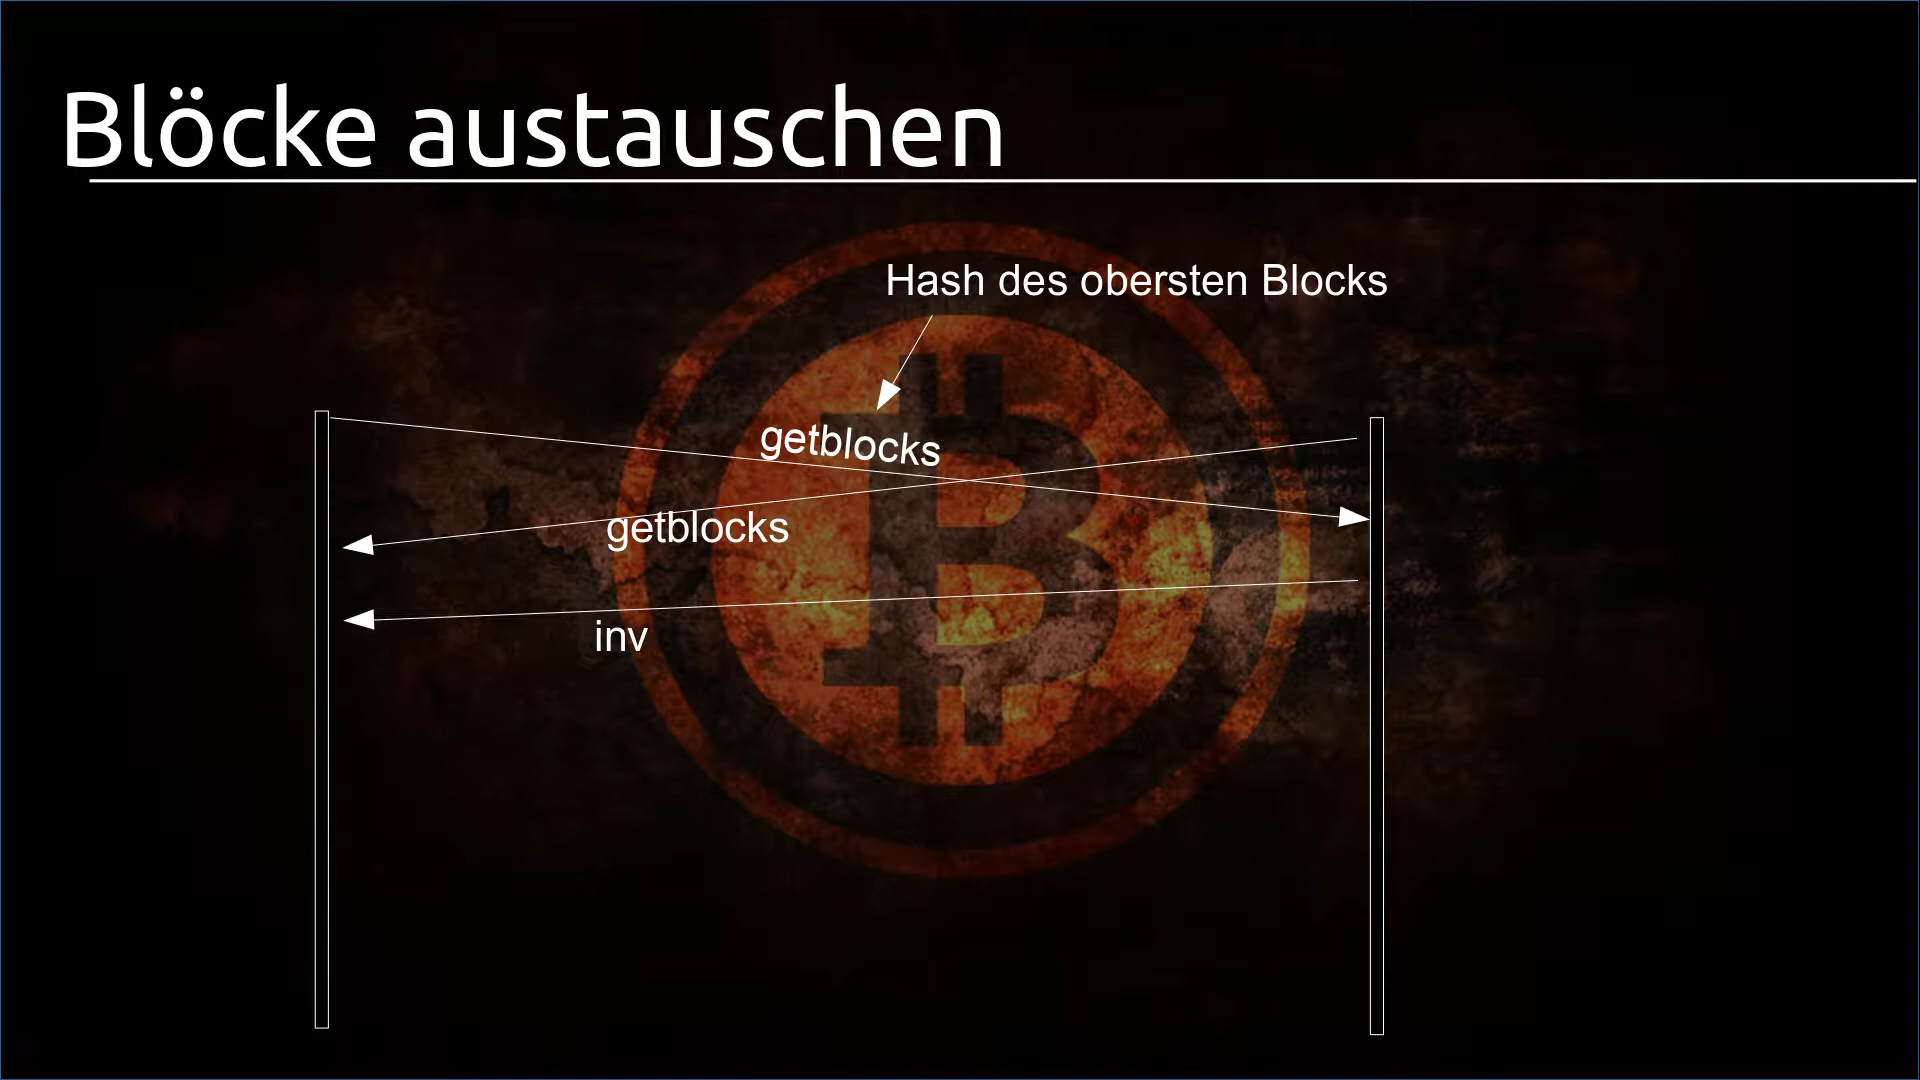 Blöcke austauschen
Hash des obersten Blocks
getblocks
getblocks
inv